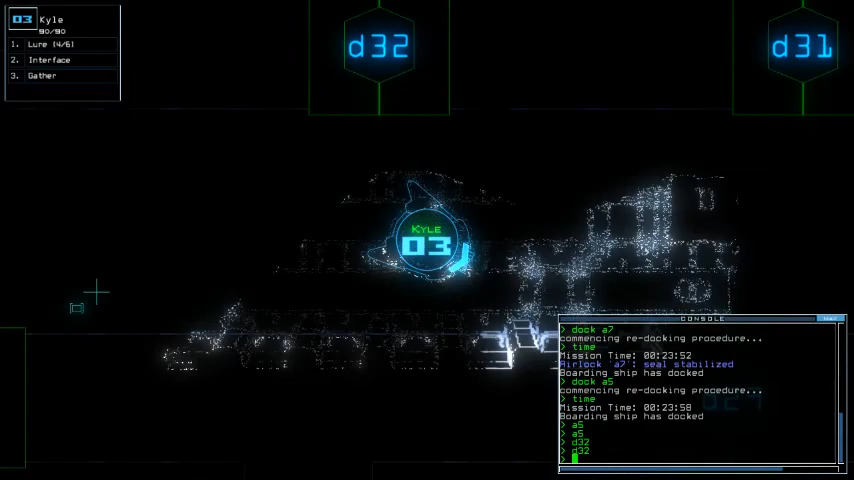 03 Kyle
90/90
1. Lure (4/6)
2. Interface
3. Gather
d32
d31
Kyle
03
CONSOLE
> dock a7
commencing re-docking procedure...
> time
Mission Time: 00:23:52
Airlock 'a7': seal stabilized
Boarding ship has docked
> dock a5
commencing re-docking procedure...
> time
Mission Time: 00:23:58
Boarding ship has docked
> a5
> a5
> d32
> d32
>